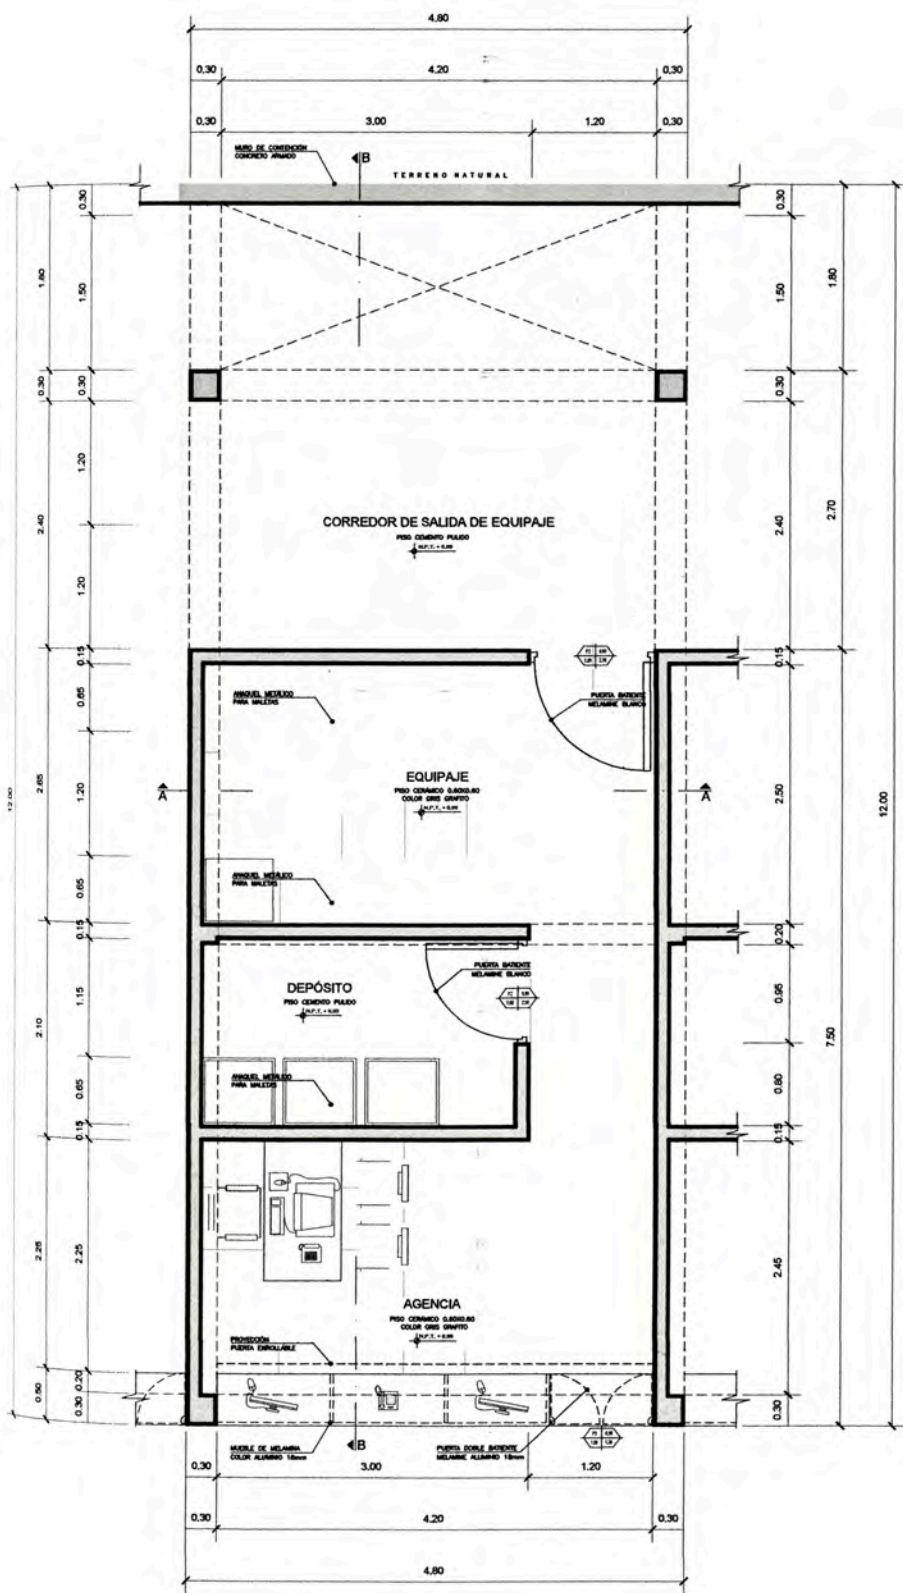 4.80
0.30 4.20 0.30
0.30 3.00 1.20 0.30
MURO DE CONTENCIÓN
CONCRETO ARMADO
B
TERRENO NATURAL
0.30
1.80
1.50
0.30
0.30
1.20
2.40
1.20
0.15
0.65
2.65
1.20
0.65
0.15
1.15
2.10
0.65
0.15
2.25
2.25
0.20
0.50
0.30
12.00
0.30
1.50
1.80
0.30
2.40
2.70
0.15
2.50
0.20
0.95
0.80
0.15
7.50
2.45
0.30
12.00
CORREDOR DE SALIDA DE EQUIPAJE
PISO CEMENTO PULIDO
ANAQUEL METÁLICO
PARA MALETAS
PUERTA BATIENTE
MELAMINE BLANCO
A
A
EQUIPAJE
PISO CERÁMICO 0.60X0.60
COLOR GRIS GRAFITO
ANAQUEL METÁLICO
PARA MALETAS
PUERTA BATIENTE
MELAMINE BLANCO
DEPÓSITO
PISO CEMENTO PULIDO
ANAQUEL METÁLICO
PARA MALETAS
AGENCIA
PISO CERÁMICO 0.60X0.60
COLOR GRIS GRAFITO
PROYECCIÓN
PUERTA ENROLLABLE
MUEBLE DE MELAMINA
COLOR ALUMINIO 18mm
B
PUERTA DOBLE BATIENTE
MELAMINE ALUMINIO 18mm
0.30 3.00 1.20
0.30 4.20 0.30
4.80